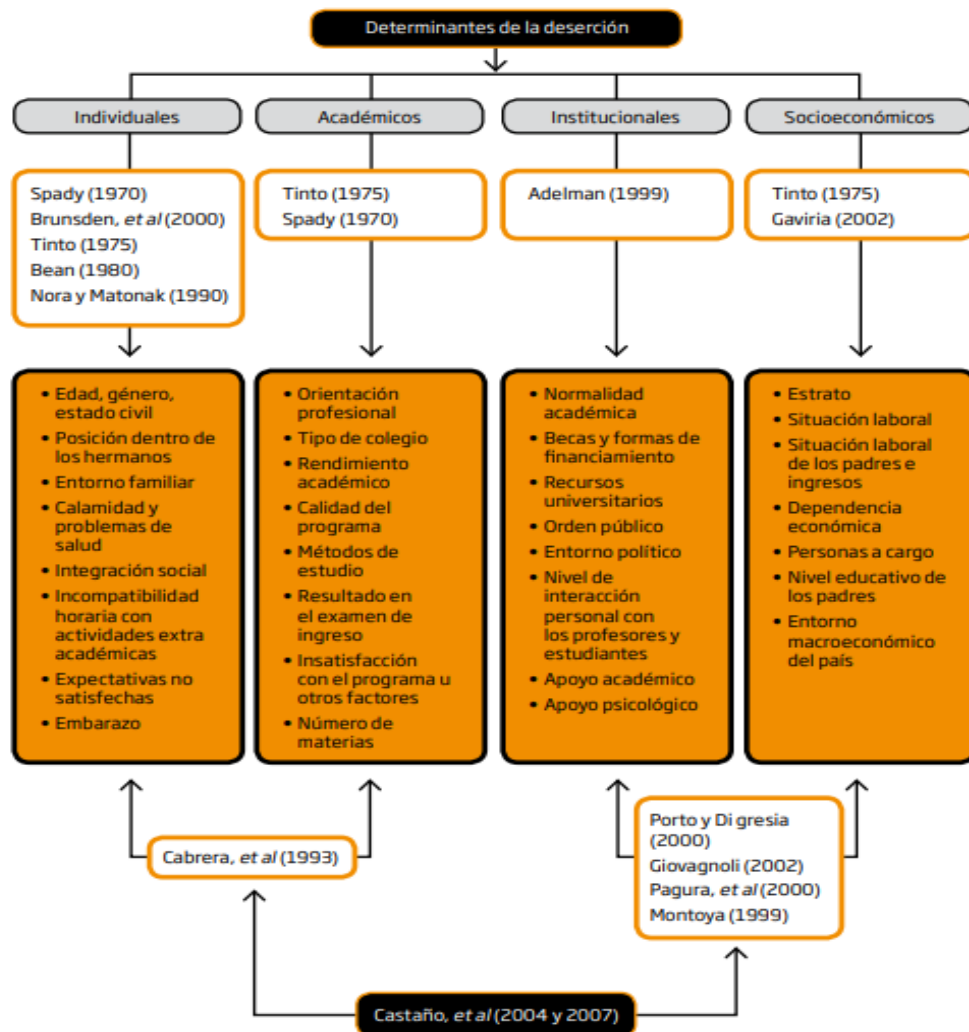 Determinantes de la deserción
Individuales
Académicos
Institucionales
Socioeconómicos
Spady (1970)
Brunsden, et al (2000)
Tinto (1975)
Bean (1980)
Nora y Matonak (1990)
Tinto (1975)
Spady (1970)
Adelman (1999)
Tinto (1975)
Gaviria (2002)
• Edad, género,
estado civil
• Posición dentro de
los hermanos
• Entorno familiar
• Calamidad y
problemas de
salud
• Integración social
• Incompatibilidad
horaria con
actividades extra
académicas
• Expectativas no
satisfechas
• Embarazo
• Orientación
profesional
• Tipo de colegio
• Rendimiento
académico
• Calidad del
programa
• Métodos de
estudio
• Resultado en
el examen de
ingreso
• Insatisfacción
con el programa u
otros factores
• Número de
materias
• Normalidad
académica
• Becas y formas de
financiamiento
• Recursos
universitarios
• Orden público
• Entorno político
• Nivel de
interacción
personal con
los profesores y
estudiantes
• Apoyo académico
• Apoyo psicológico
• Estrato
• Situación laboral
• Situación laboral
de los padres e
ingresos
• Dependencia
económica
• Personas a cargo
• Nivel educativo de
los padres
• Entorno
macroeconómico
del país
Cabrera, et al (1993)
Porto y Di gresia
(2000)
Giovagnoli (2002)
Pagura, et al (2000)
Montoya (1999)
Castaño, et al (2004 y 2007)